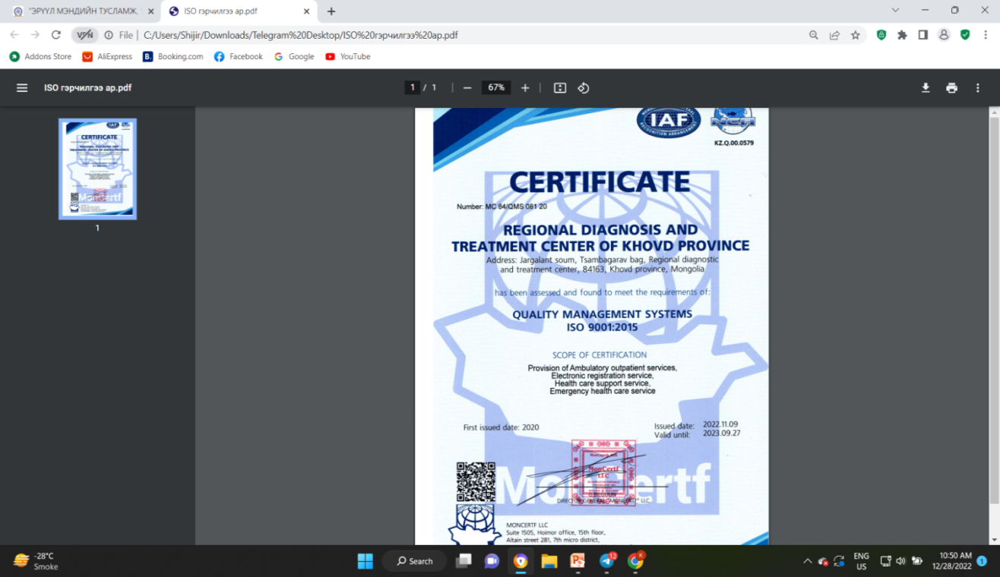 "ЭРҮҮЛ МЭНДИЙН ТУСЛАМЖ,
ISO гэрчилгээ ар.pdf
VPN
File
C:/Users/Shijir/Downloads/Telegram%20Desktop/ISO%20гэрчилгээ%20ар.pdf
Addons Store
AliExpress
B.
Booking.com
Facebook
G
Google
YouTube
ISO гэрчилгээ ар.pdf
1 / 1
67%
1
IAF
RECOGNITION ARRANGEMENT
NCA
KZ.Q.00.0579
CERTIFICATE
Number: MC 84/QMS 081 20
REGIONAL DIAGNOSIS AND
TREATMENT CENTER OF KHOVD PROVINCE
Address: Jargalant soum, Tsambagarav bag, Regional diagnostic
and treatment center, 84163, Khovd province, Mongolia
has been assessed and found to meet the requirements of:
QUALITY MANAGEMENT SYSTEMS
ISO 9001:2015
SCOPE OF CERTIFICATION
Provision of Ambulatory outpatient services,
Electronic registration service,
Health care support service,
Emergency health care service
First issued date: 2020
Issued date: 2022.11.09
Valid until: 2023.09.27
MonCertf
MonCertf
LLC
DIRECTOR GENERAL "MONCERTF" LLC
MONCERTF LLC
Suite 1505, Hoimor office, 15th floor,
Altain street 281, 7th micro district,
-28°C
Smoke
Search
12
K
ENG
US
10:50 AM
12/28/2022
1